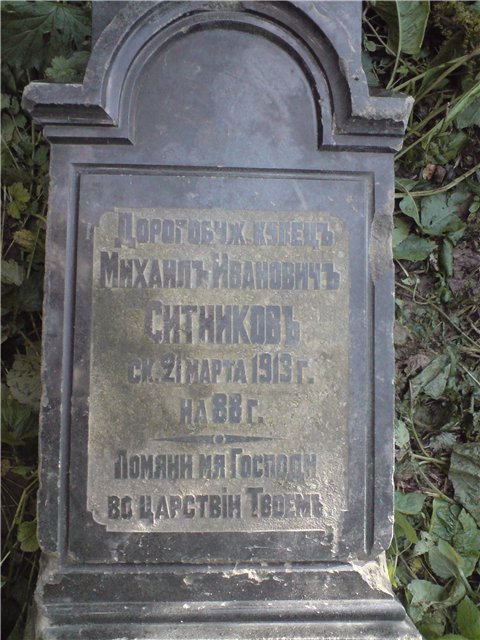 Дорогобуж. купецъ
Михаилъ Ивановичъ
Ситниковъ
ск. 21 марта 1913 г.
на 88 г.
Помяни мя Господи
во царствiи Твоемъ